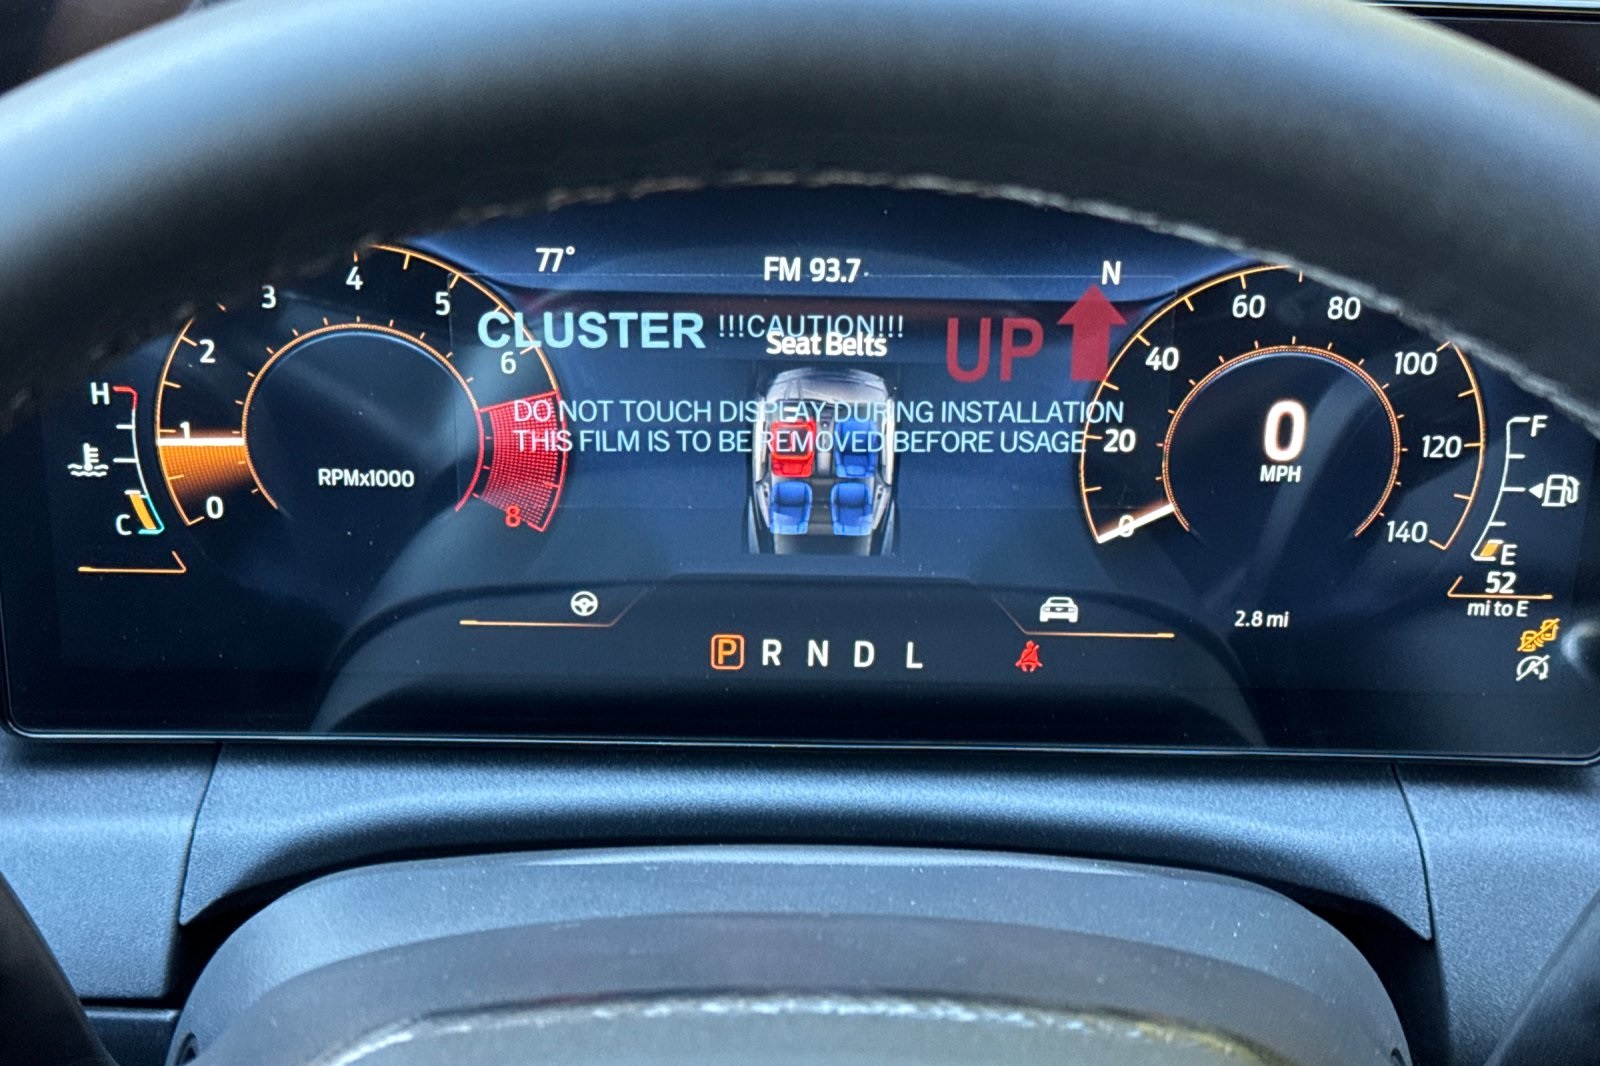 77°
FM 93.7
N
CLUSTER !!!CAUTION!!! UP
Seat Belts
DO NOT TOUCH DISPLAY DURING INSTALLATION
THIS FILM IS TO BE REMOVED BEFORE USAGE
H
C
0
1
2
3
4
5
6
8
RPMx1000
0
20
40
60
80
100
120
140
0
MPH
F
E
52
mi to E
2.8 mi
P R N D L